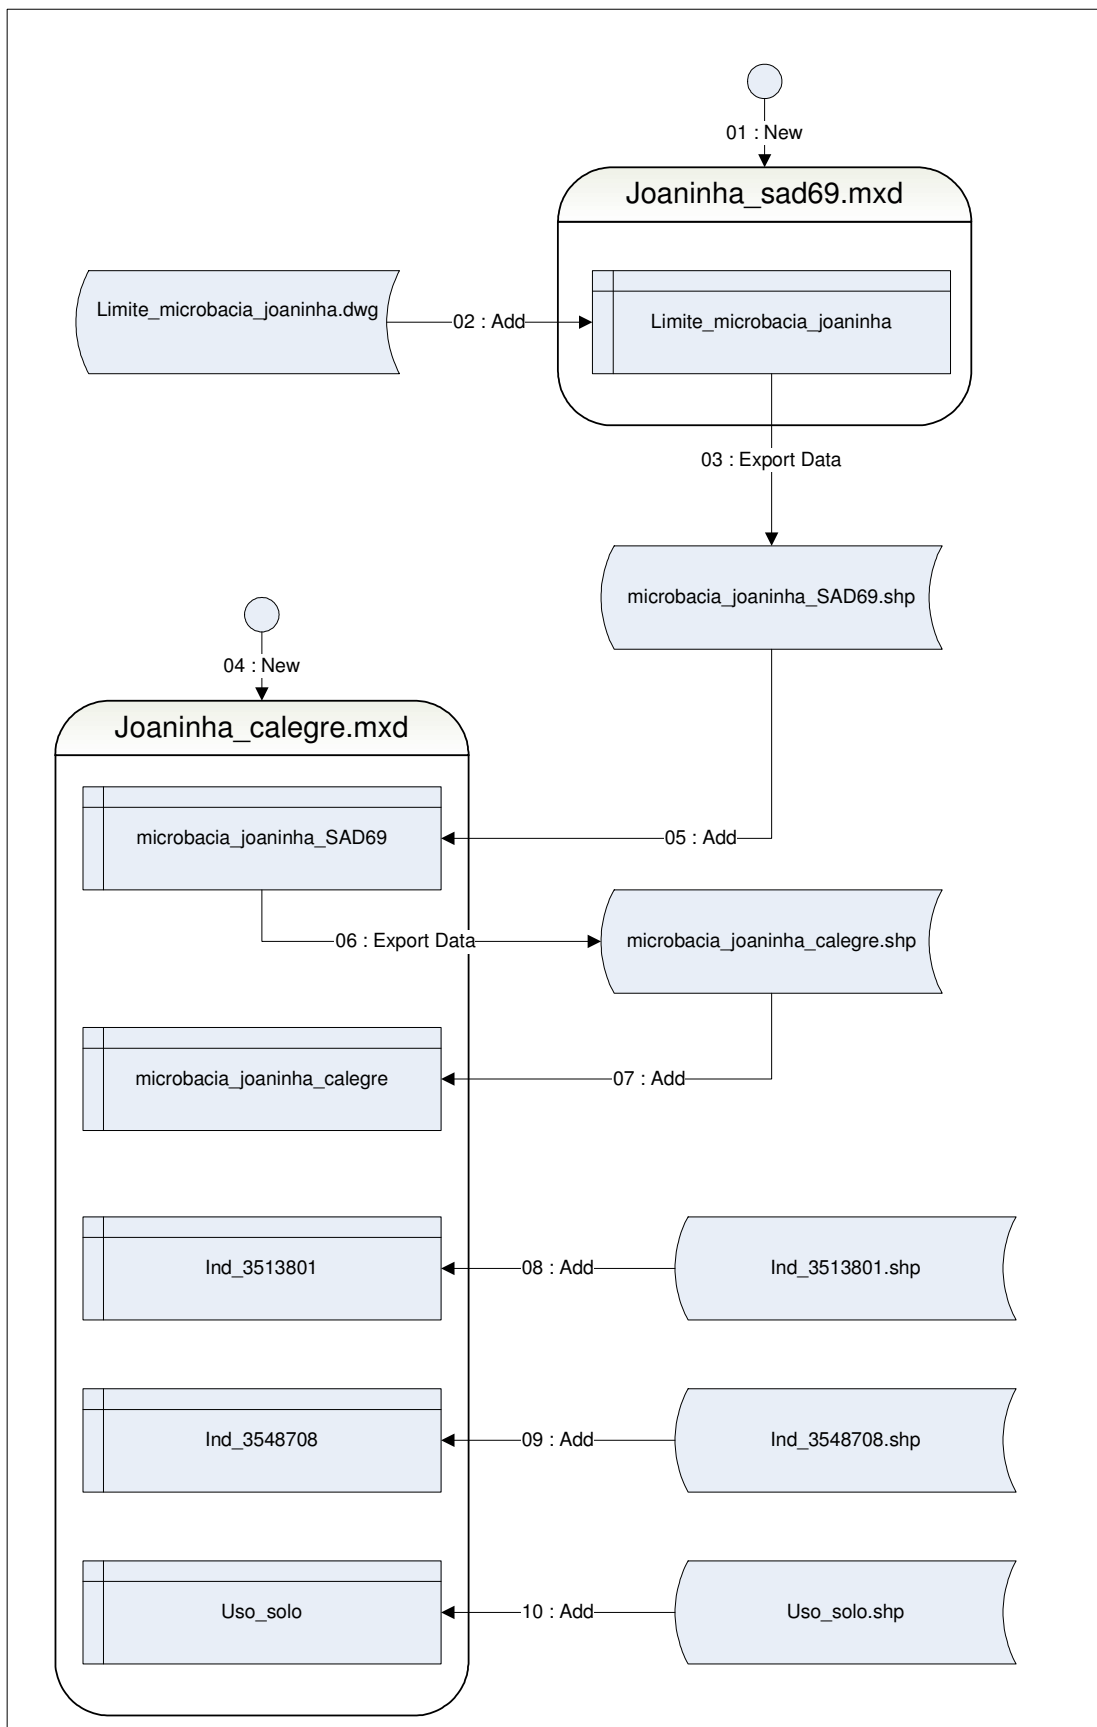 01 : New
Joaninha_sad69.mxd
Limite_microbacia_joaninha.dwg
02 : Add
Limite_microbacia_joaninha
03 : Export Data
microbacia_joaninha_SAD69.shp
04 : New
Joaninha_calegre.mxd
microbacia_joaninha_SAD69
05 : Add
06 : Export Data
microbacia_joaninha_calegre.shp
microbacia_joaninha_calegre
07 : Add
Ind_3513801
08 : Add
Ind_3513801.shp
Ind_3548708
09 : Add
Ind_3548708.shp
Uso_solo
10 : Add
Uso_solo.shp